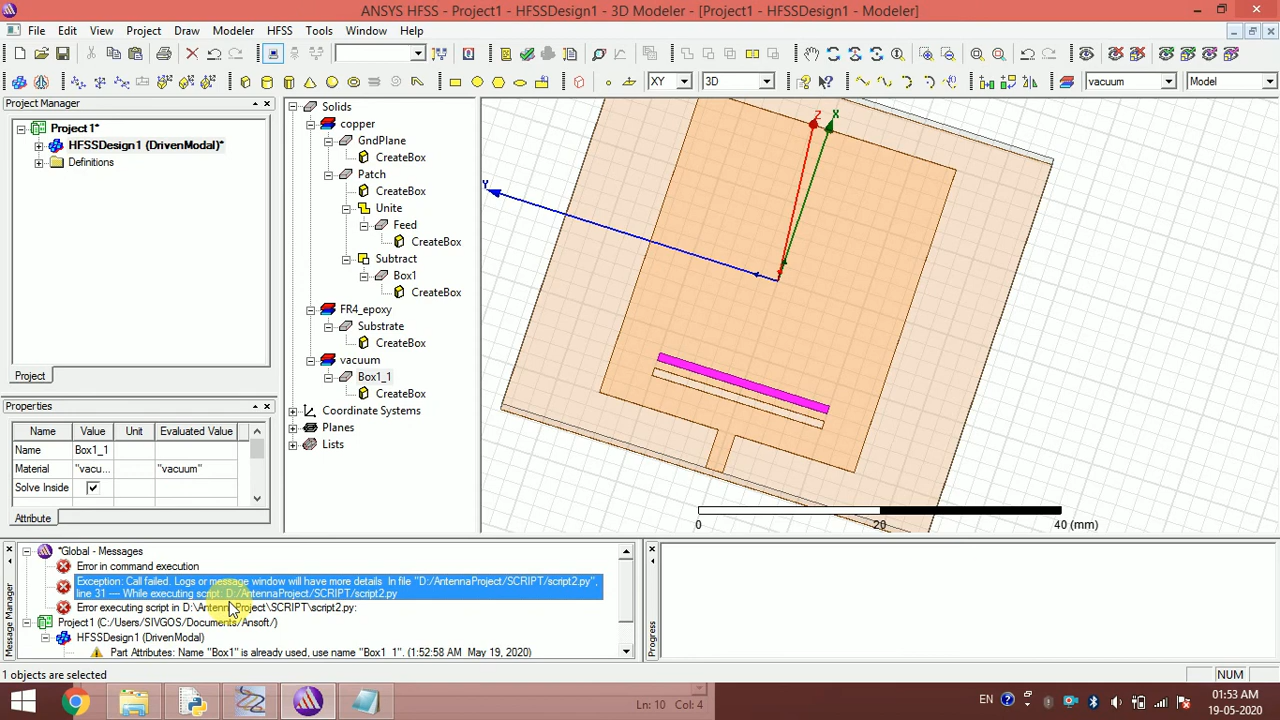 ANSYS HFSS - Project1 - HFSSDesign1 - 3D Modeler - [Project1 - HFSSDesign1 - Modeler]
File Edit View Project Draw Modeler HFSS Tools Window Help
XY 3D vacuum Model
Project Manager
Project1*
HFSSDesign1 (DrivenModal)*
Definitions
Project
Properties
Name Value Unit Evaluated Value
Name Box1_1
Material "vacu... "vacuum"
Solve Inside
Attribute
Solids
copper
GndPlane
CreateBox
Patch
CreateBox
Unite
Feed
CreateBox
Subtract
Box1
CreateBox
FR4_epoxy
Substrate
CreateBox
vacuum
Box1_1
CreateBox
Coordinate Systems
Planes
Lists
Z
X
Y
0 20 40 (mm)
Message Manager
*Global - Messages
Error in command execution
Exception: Call failed. Logs or message window will have more details In file "D:/AntennaProject/SCRIPT/script2.py",
line 31 --- While executing script: D:/AntennaProject/SCRIPT/script2.py
Error executing script in D:\AntennaProject\SCRIPT\script2.py:
Project1 (C:/Users/SIVGOS/Documents/Ansoft/)
HFSSDesign1 (DrivenModal)
Part Attributes: Name "Box1" is already used, use name "Box1_1". (1:52:58 AM May 19, 2020)
Progress
1 objects are selected
NUM
Ln: 10 Col: 4
EN
01:53 AM
19-05-2020